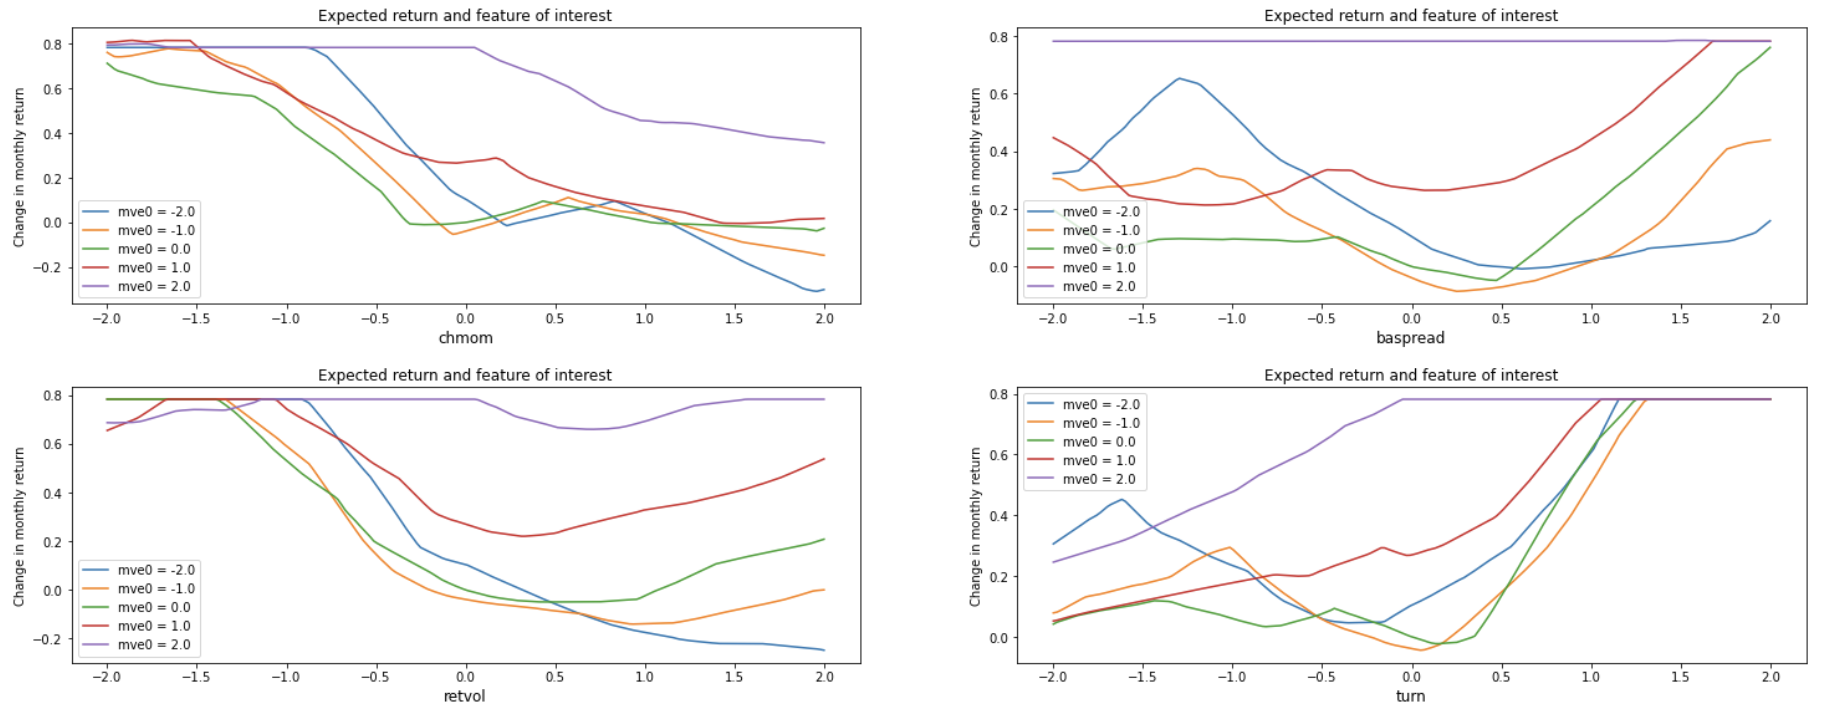 Expected return and feature of interest
Change in monthly return
0.8
0.6
0.4
0.2
0.0
−0.2
mve0 = -2.0
mve0 = -1.0
mve0 = 0.0
mve0 = 1.0
mve0 = 2.0
−2.0 −1.5 −1.0 −0.5 0.0 0.5 1.0 1.5 2.0
chmom
Expected return and feature of interest
Change in monthly return
0.8
0.6
0.4
0.2
0.0
mve0 = -2.0
mve0 = -1.0
mve0 = 0.0
mve0 = 1.0
mve0 = 2.0
−2.0 −1.5 −1.0 −0.5 0.0 0.5 1.0 1.5 2.0
baspread
Expected return and feature of interest
Change in monthly return
0.8
0.6
0.4
0.2
0.0
−0.2
mve0 = -2.0
mve0 = -1.0
mve0 = 0.0
mve0 = 1.0
mve0 = 2.0
−2.0 −1.5 −1.0 −0.5 0.0 0.5 1.0 1.5 2.0
retvol
Expected return and feature of interest
Change in monthly return
0.8
0.6
0.4
0.2
0.0
mve0 = -2.0
mve0 = -1.0
mve0 = 0.0
mve0 = 1.0
mve0 = 2.0
−2.0 −1.5 −1.0 −0.5 0.0 0.5 1.0 1.5 2.0
turn